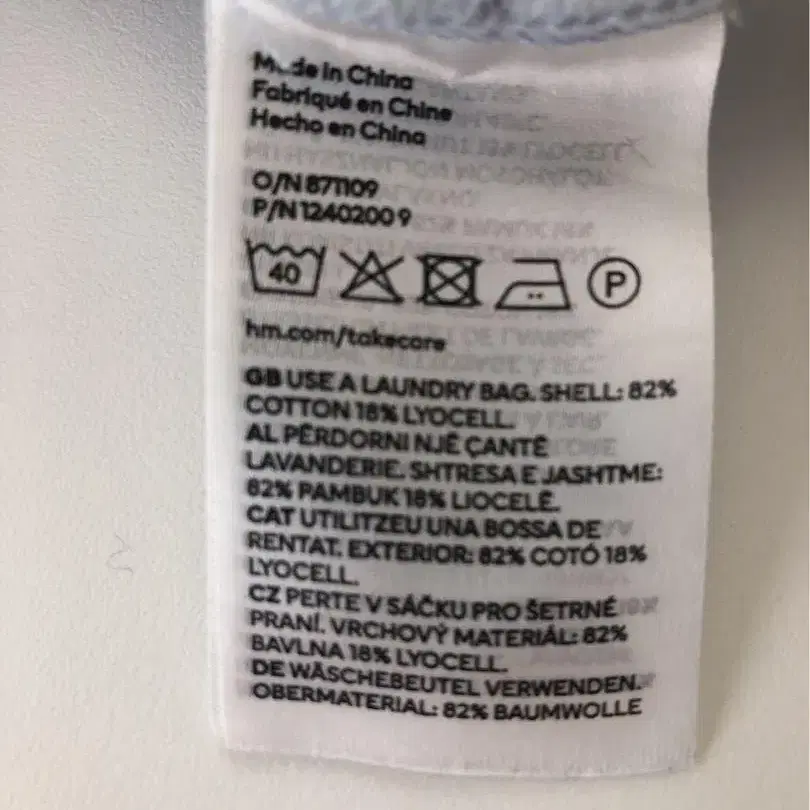 Made in China
Fabriqué en Chine
Hecho en China
O/N 871109
P/N 1240200 9
40
P
hm.com/takecare
GB USE A LAUNDRY BAG. SHELL: 82%
COTTON 18% LYOCELL.
AL PËRDORNI NJË ÇANTË
LAVANDERIE. SHTRESA E JASHTME:
82% PAMBUK 18% LIOCELË.
CAT UTILITZEU UNA BOSSA DE
RENTAT. EXTERIOR: 82% COTÓ 18%
LYOCELL.
CZ PERTE V SÁČKU PRO ŠETRNÉ
PRANÍ. VRCHOVÝ MATERIÁL: 82%
BAVLNA 18% LYOCELL.
DE WÄSCHEBEUTEL VERWENDEN.
OBERMATERIAL: 82% BAUMWOLLE